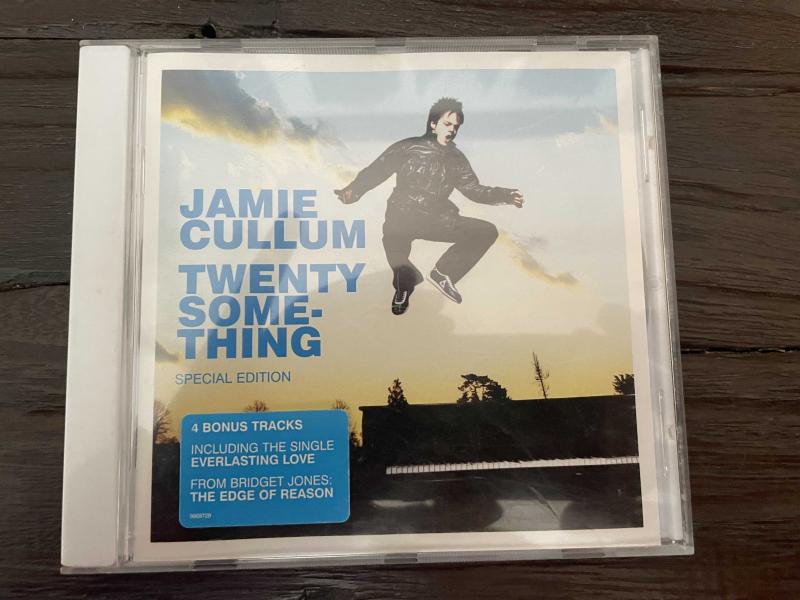 JAMIE
CULLUM
TWENTY
SOME-
THING
SPECIAL EDITION
4 BONUS TRACKS
INCLUDING THE SINGLE
EVERLASTING LOVE
FROM BRIDGET JONES:
THE EDGE OF REASON